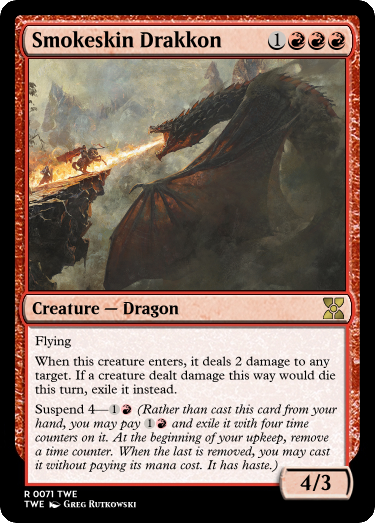 Smokeskin Drakkon 1RRR
Creature — Dragon
Flying
When this creature enters, it deals 2 damage to any
target. If a creature dealt damage this way would die
this turn, exile it instead.
Suspend 4—1R (Rather than cast this card from your
hand, you may pay 1R and exile it with four time
counters on it. At the beginning of your upkeep, remove
a time counter. When the last is removed, you may cast
it without paying its mana cost. It has haste.)
4/3
R 0071 TWE
TWE Greg Rutkowski